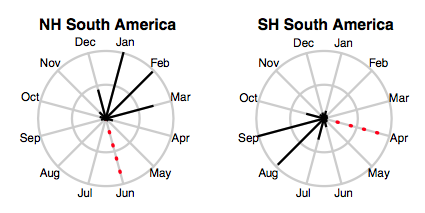 NH South America
Dec
Jan
Nov
Feb
Oct
Mar
Sep
Apr
Aug
May
Jul
Jun
SH South America
Dec
Jan
Nov
Feb
Oct
Mar
Sep
Apr
Aug
May
Jul
Jun